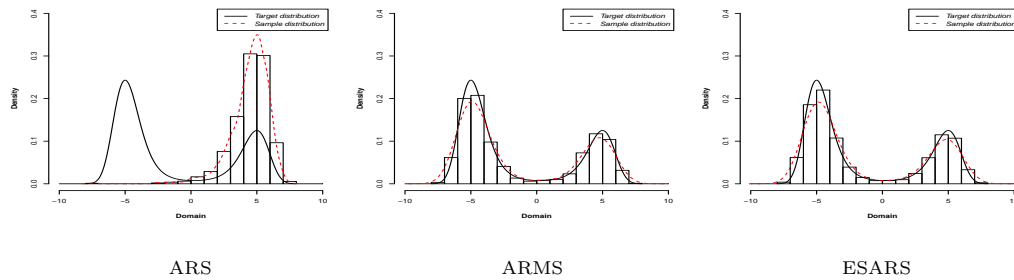 Target distribution
Sample distribution
Density
0.0 0.1 0.2 0.3 0.4
−10 −5 0 5 10
Domain
ARS
Target distribution
Sample distribution
Density
0.0 0.1 0.2 0.3 0.4
−10 −5 0 5 10
Domain
ARMS
Target distribution
Sample distribution
Density
0.0 0.1 0.2 0.3 0.4
−10 −5 0 5 10
Domain
ESARS